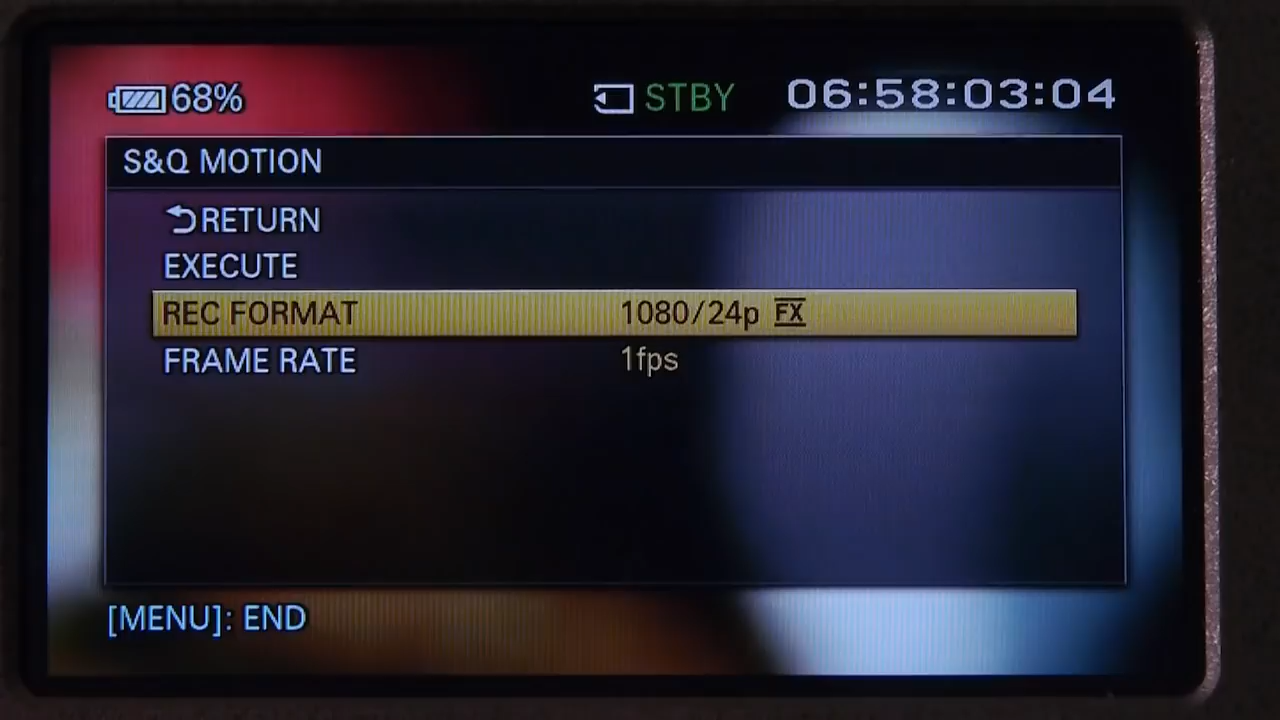 68% STBY 06:58:03:04
S&Q MOTION
RETURN
EXECUTE
REC FORMAT 1080/24p FX
FRAME RATE 1fps
[MENU]: END